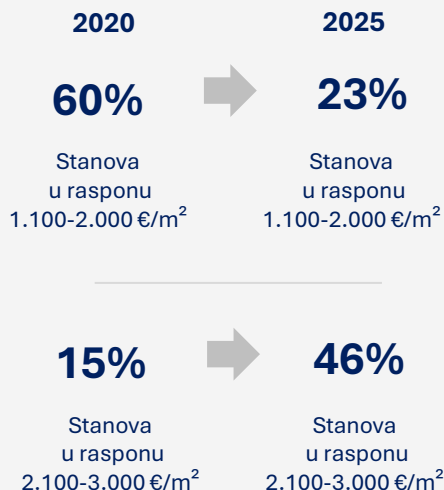 2020 2025
60% 23%
Stanova Stanova
u rasponu u rasponu
1.100-2.000 €/m² 1.100-2.000 €/m²
15% 46%
Stanova Stanova
u rasponu u rasponu
2.100-3.000 €/m² 2.100-3.000 €/m²